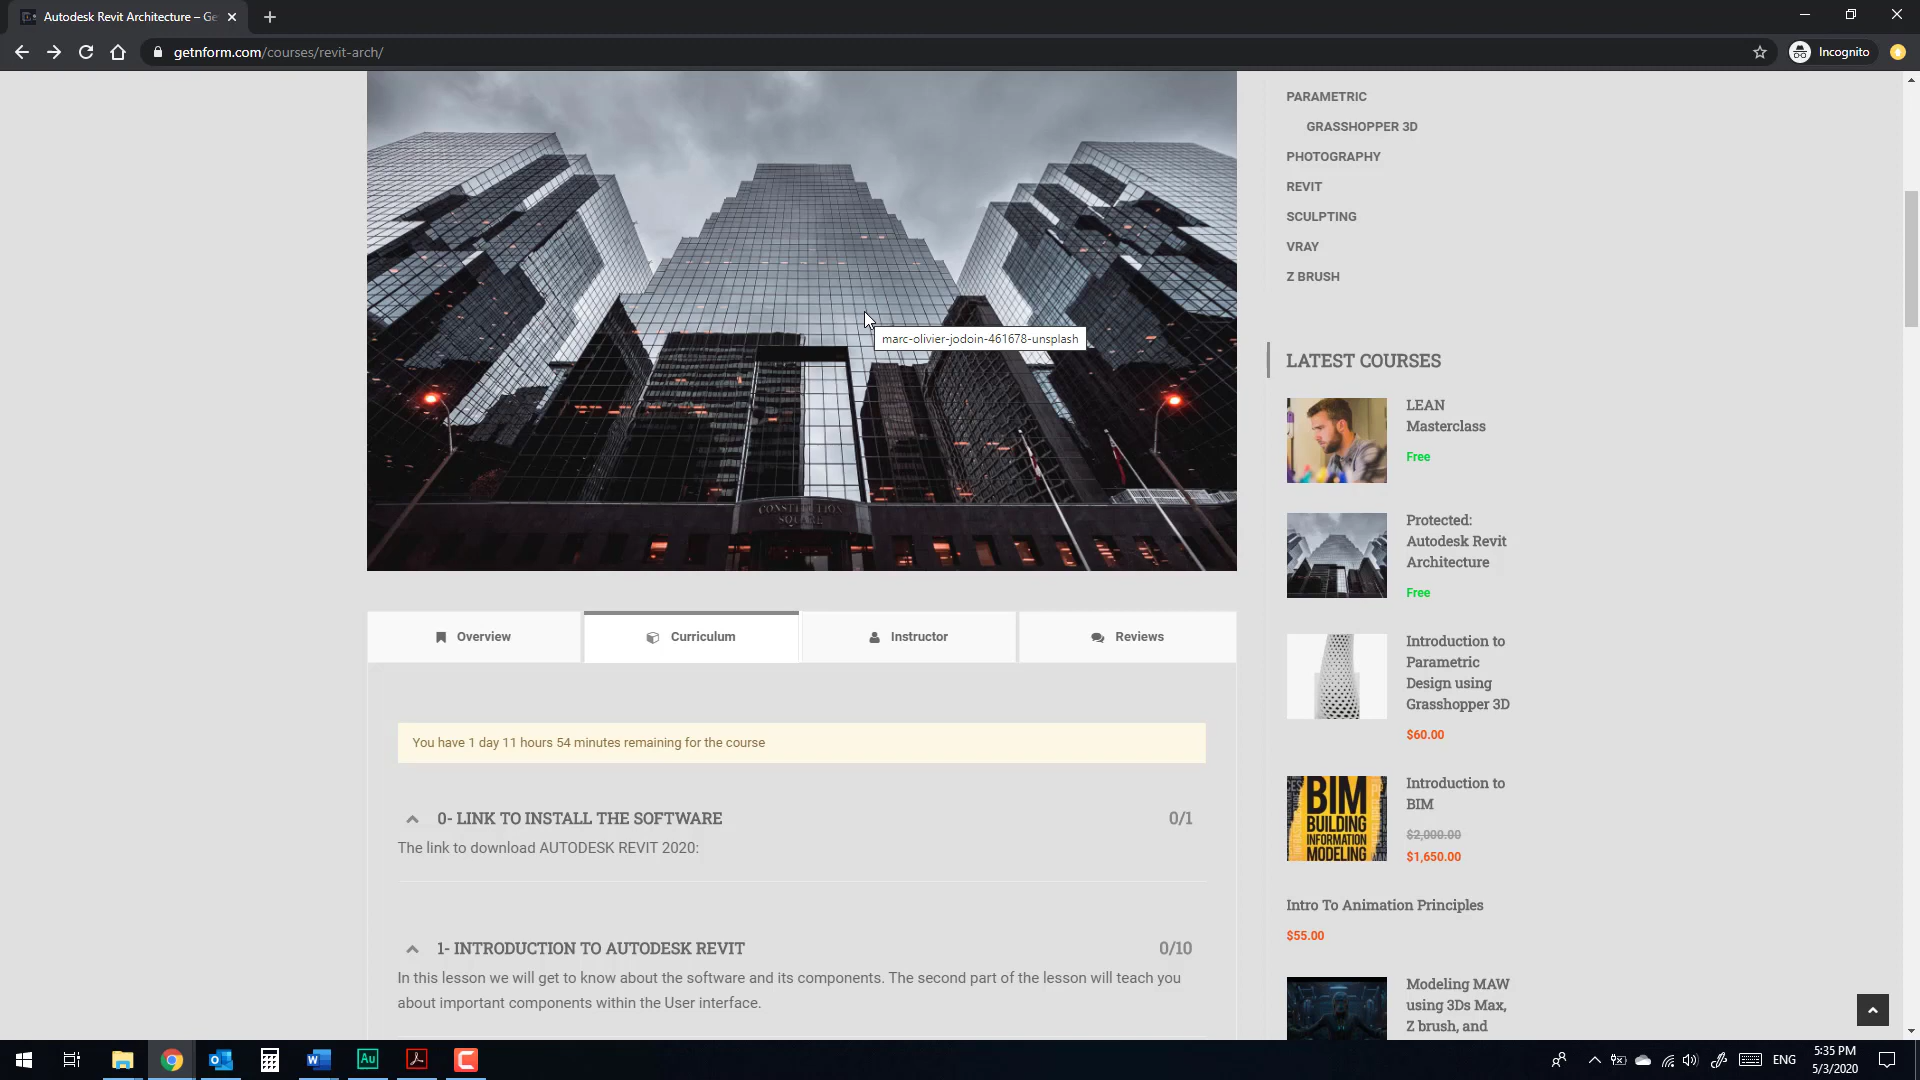 Autodesk Revit Architecture – Ge
getnform.com/courses/revit-arch/
Incognito
CONSTITUTION
SQUARE
marc-olivier-jodoin-461678-unsplash
Overview
Curriculum
Instructor
Reviews
You have 1 day 11 hours 54 minutes remaining for the course
0- LINK TO INSTALL THE SOFTWARE
0/1
The link to download AUTODESK REVIT 2020:
1- INTRODUCTION TO AUTODESK REVIT
0/10
In this lesson we will get to know about the software and its components. The second part of the lesson will teach you
about important components within the User interface.
PARAMETRIC
GRASSHOPPER 3D
PHOTOGRAPHY
REVIT
SCULPTING
VRAY
Z BRUSH
LATEST COURSES
LEAN
Masterclass
Free
Protected:
Autodesk Revit
Architecture
Free
Introduction to
Parametric
Design using
Grasshopper 3D
$60.00
BIM
BUILDING
INFORMATION
MODELING
Introduction to
BIM
$2,000.00
$1,650.00
Intro To Animation Principles
$55.00
Modeling MAW
using 3Ds Max,
Z brush, and
Au
ENG
5:35 PM
5/3/2020